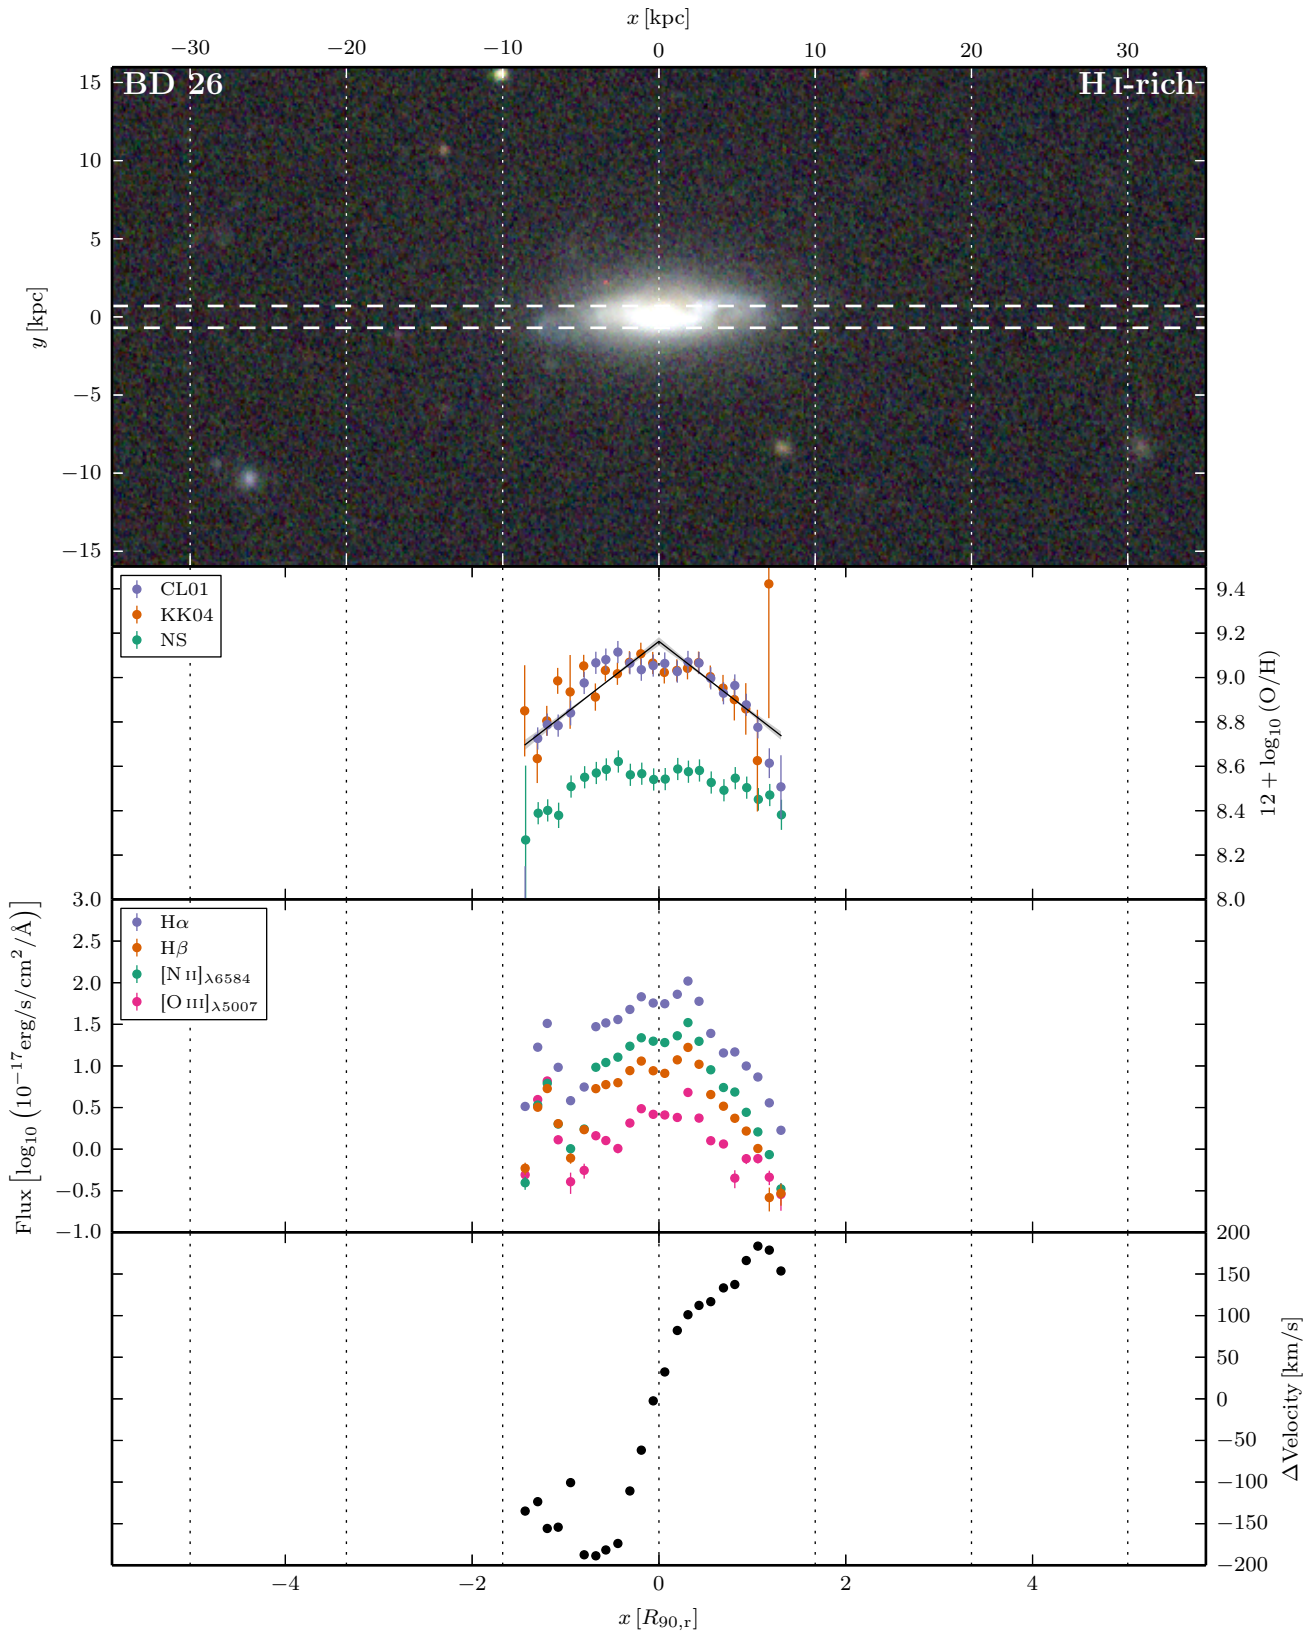 x [kpc]
−30 −20 −10 0 10 20 30
BD 26
H I-rich
15
10
5
0
−5
−10
−15
y [kpc]
CL01
KK04
NS
9.4
9.2
9.0
8.8
8.6
8.4
8.2
8.0
12 + log₁₀ (O/H)
Hα
Hβ
[N II]λ6584
[O III]λ5007
3.0
2.5
2.0
1.5
1.0
0.5
0.0
−0.5
−1.0
Flux [log₁₀ (10⁻¹⁷erg/s/cm²/Å)]
200
150
100
50
0
−50
−100
−150
−200
ΔVelocity [km/s]
−4 −2 0 2 4
x [R₉₀,ᵣ]